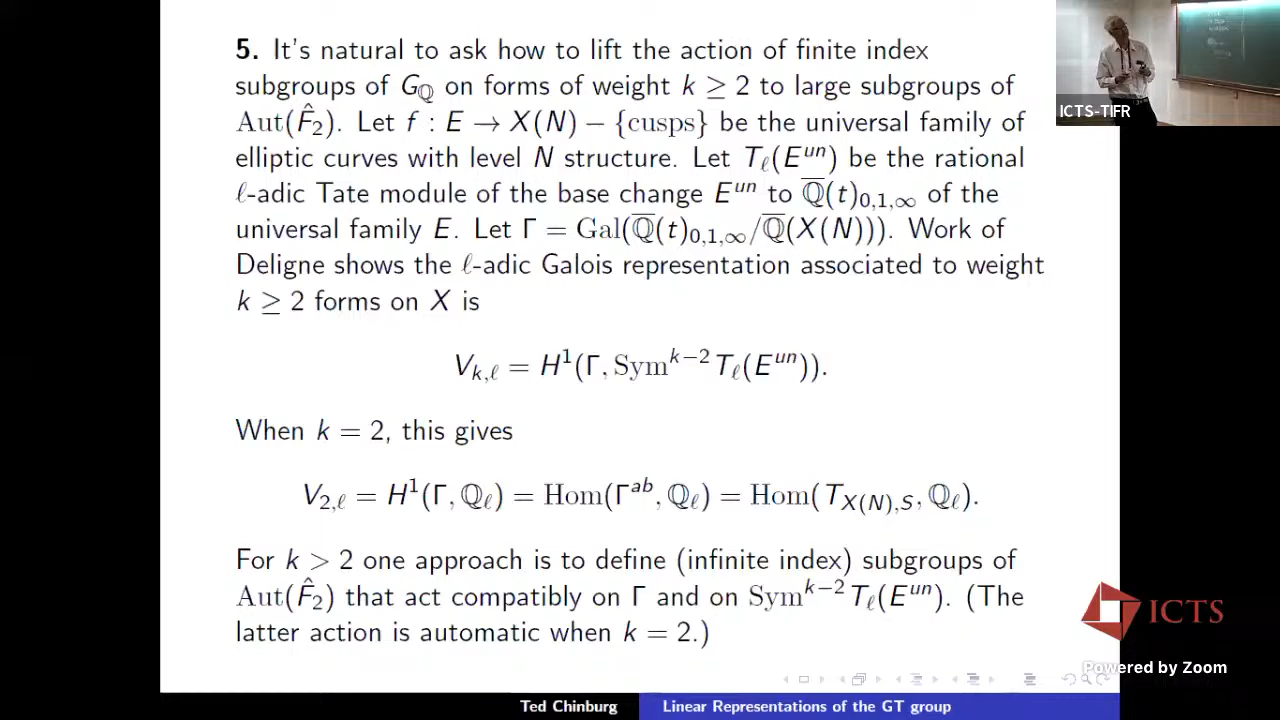 5. It's natural to ask how to lift the action of finite index
subgroups of G_ℚ on forms of weight k ≥ 2 to large subgroups of
Aut(F̂₂). Let f : E → X(N) − {cusps} be the universal family of
elliptic curves with level N structure. Let T_ℓ(E^{un}) be the rational
ℓ-adic Tate module of the base change E^{un} to ℚ̅(t)_{0,1,∞} of the
universal family E. Let Γ = Gal(ℚ̅(t)_{0,1,∞}/ℚ̅(X(N))). Work of
Deligne shows the ℓ-adic Galois representation associated to weight
k ≥ 2 forms on X is
V_{k,ℓ} = H¹(Γ, Sym^{k−2} T_ℓ(E^{un})).
When k = 2, this gives
V_{2,ℓ} = H¹(Γ, ℚ_ℓ) = Hom(Γ^{ab}, ℚ_ℓ) = Hom(T_{X(N),S}, ℚ_ℓ).
For k > 2 one approach is to define (infinite index) subgroups of
Aut(F̂₂) that act compatibly on Γ and on Sym^{k−2} T_ℓ(E^{un}). (The
latter action is automatic when k = 2.)
Ted Chinburg
Linear Representations of the GT group
ICTS-TIFR
ICTS
Powered by Zoom